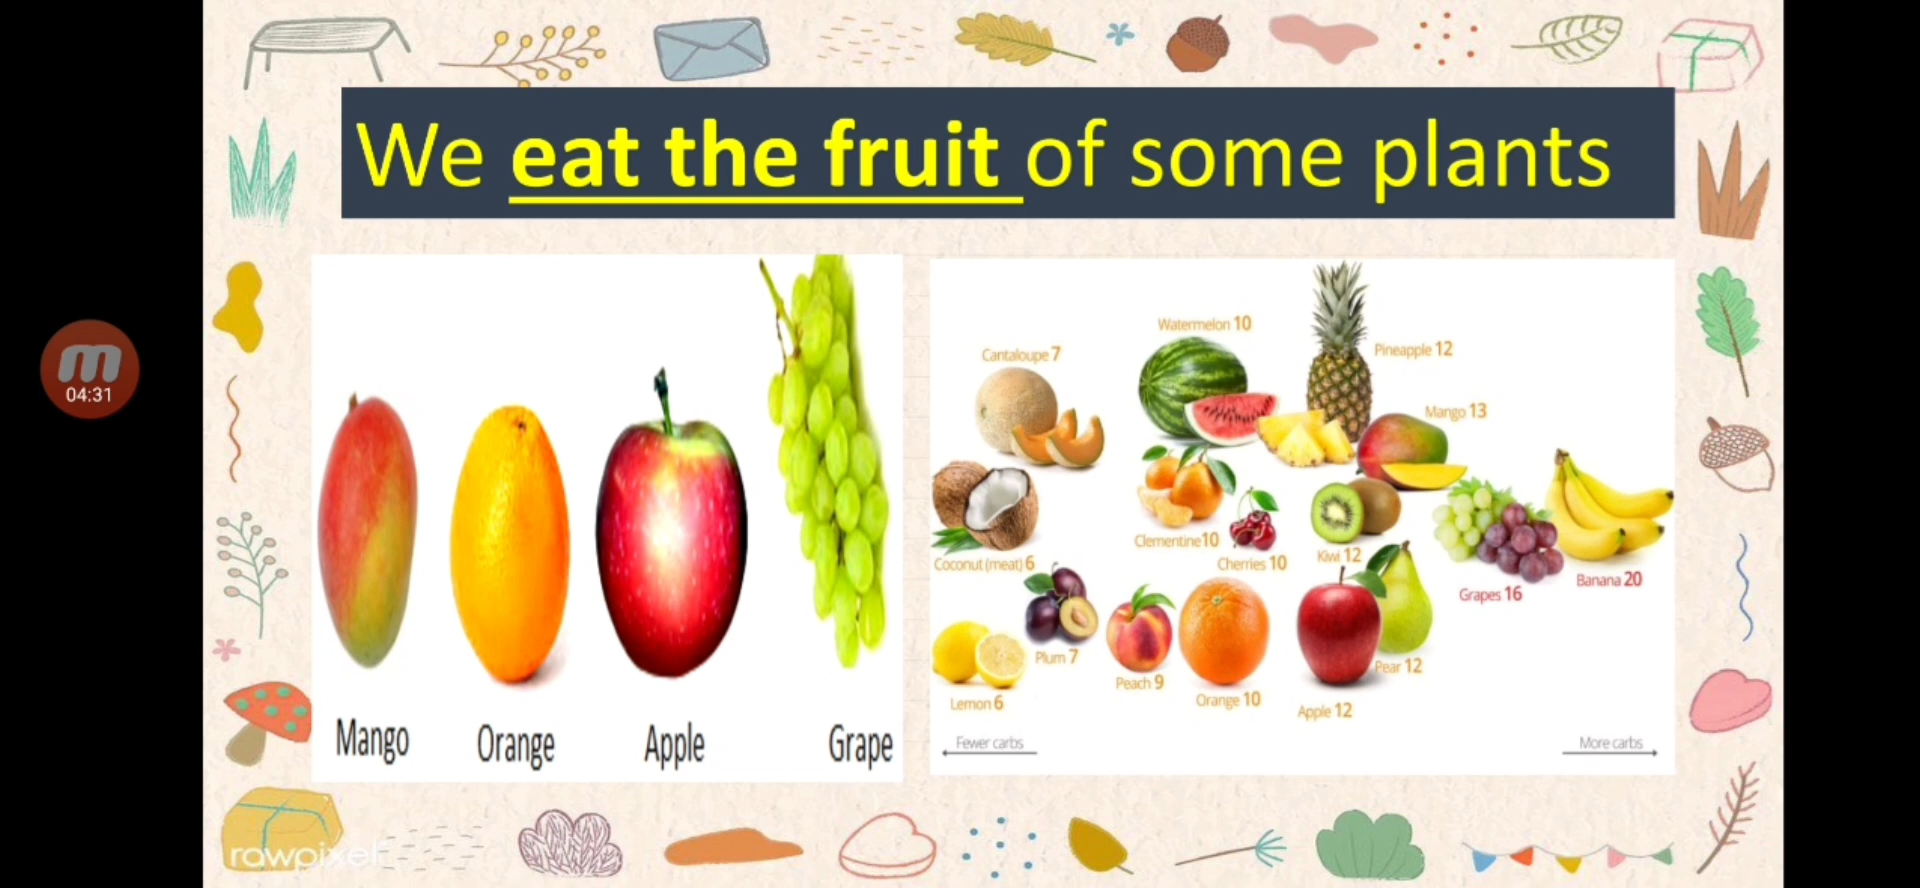 We eat the fruit of some plants
04:31
Mango
Orange
Apple
Grape
Watermelon 10
Cantaloupe 7
Pineapple 12
Mango 13
Clementine10
Cherries 10
Kiwi 12
Coconut (meat) 6
Grapes 16
Banana 20
Plum 7
Peach 9
Pear 12
Lemon 6
Orange 10
Apple 12
Fewer carbs
More carbs
rawpixel